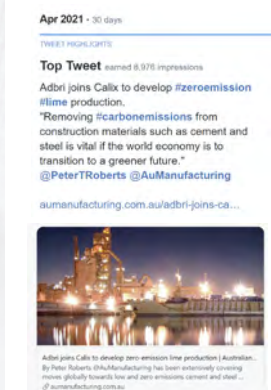 Apr 2021 • 30 days
TWEET HIGHLIGHTS
Top Tweet earned 8,976 impressions
Adbri joins Calix to develop #zeroemission
#lime production.
"Removing #carbonemissions from
construction materials such as cement and
steel is vital if the world economy is to
transition to a greener future."
@PeterTRoberts @AuManufacturing
aumanufacturing.com.au/adbri-joins-ca…
Adbri joins Calix to develop zero emission lime production | Australian...
By Peter Roberts @AuManufacturing has been extensively covering
moves globally towards low and zero emissions cement and steel ...
aumanufacturing.com.au